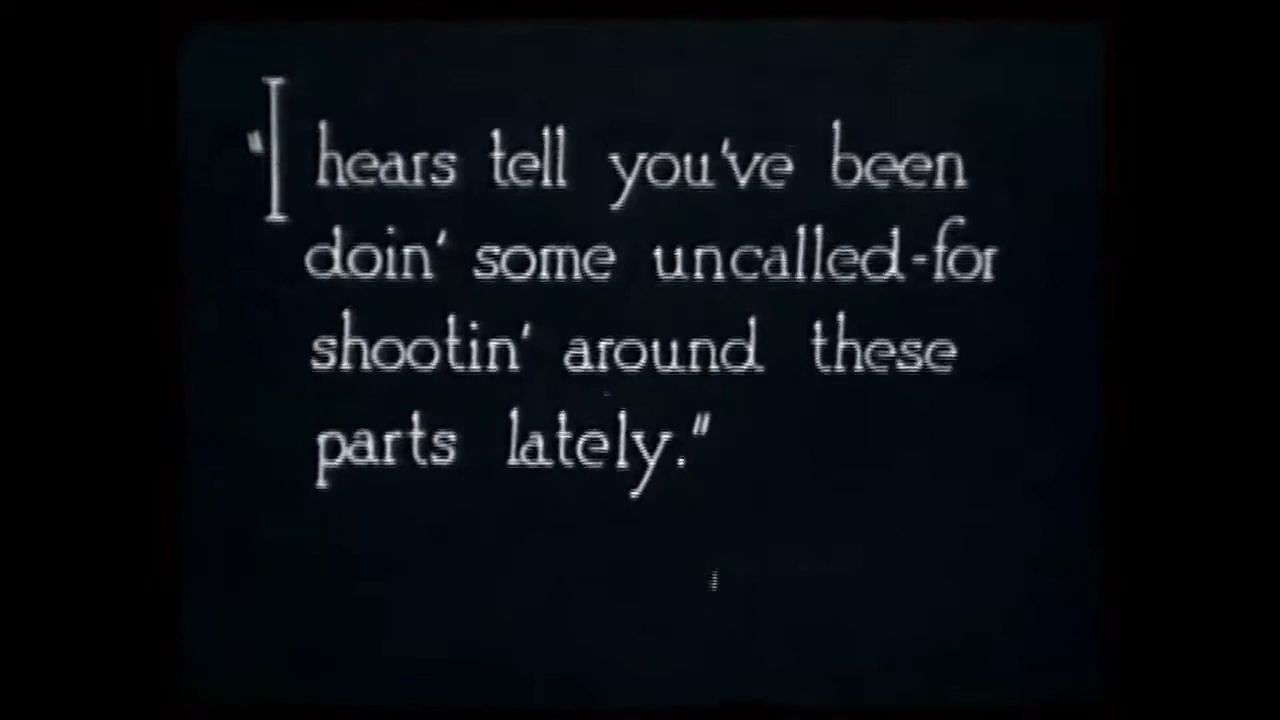 "I hears tell you've been
doin' some uncalled-for
shootin' around these
parts lately."